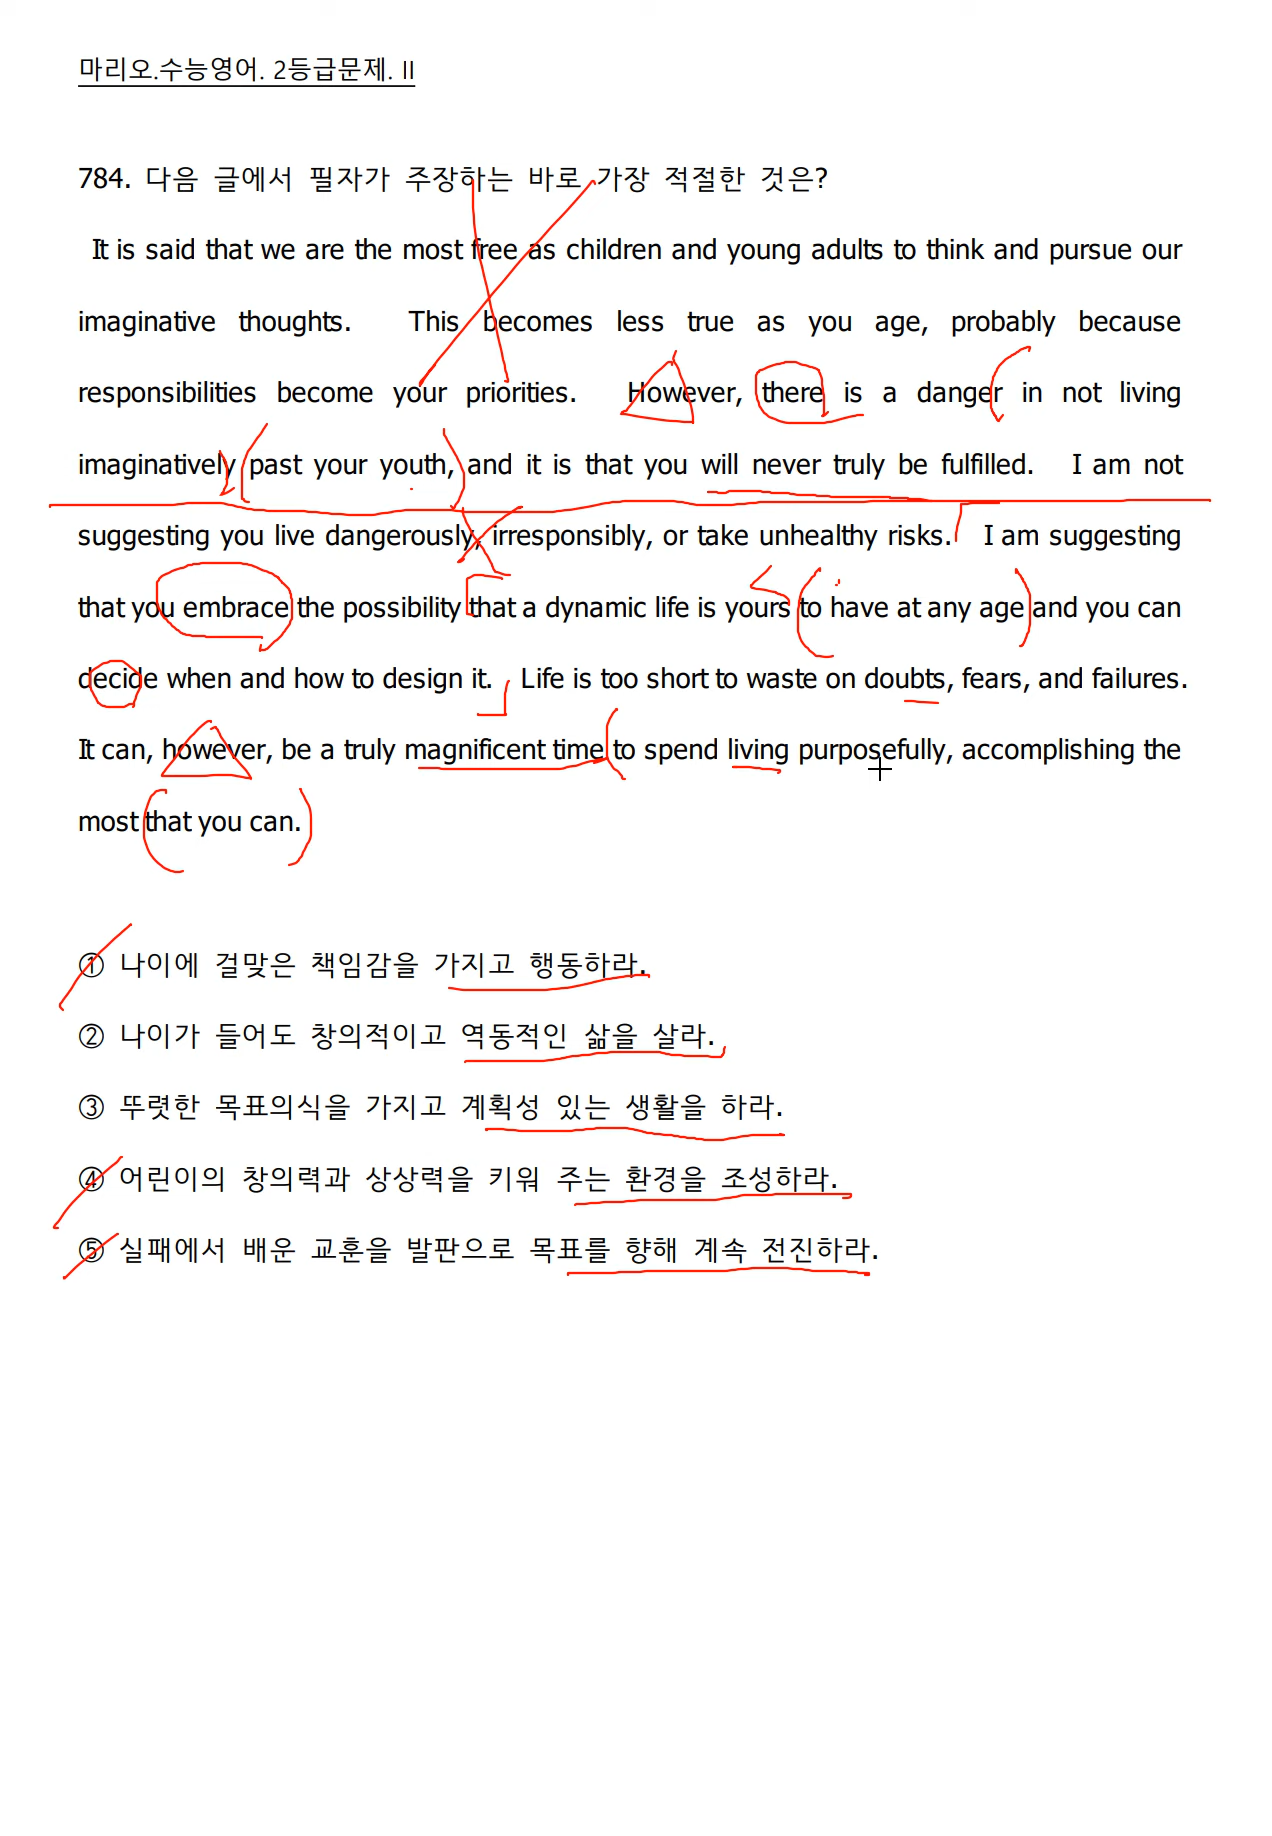 마리오.수능영어. 2등급문제. II
784. 다음 글에서 필자가 주장하는 바로 가장 적절한 것은?
It is said that we are the most free as children and young adults to think and pursue our
imaginative thoughts. This becomes less true as you age, probably because
responsibilities become your priorities. However, there is a danger in not living
imaginatively past your youth, and it is that you will never truly be fulfilled. I am not
suggesting you live dangerously, irresponsibly, or take unhealthy risks. I am suggesting
that you embrace the possibility that a dynamic life is yours to have at any age and you can
decide when and how to design it. Life is too short to waste on doubts, fears, and failures.
It can, however, be a truly magnificent time to spend living purposefully, accomplishing the
most that you can.
① 나이에 걸맞은 책임감을 가지고 행동하라.
② 나이가 들어도 창의적이고 역동적인 삶을 살라.
③ 뚜렷한 목표의식을 가지고 계획성 있는 생활을 하라.
④ 어린이의 창의력과 상상력을 키워 주는 환경을 조성하라.
⑤ 실패에서 배운 교훈을 발판으로 목표를 향해 계속 전진하라.